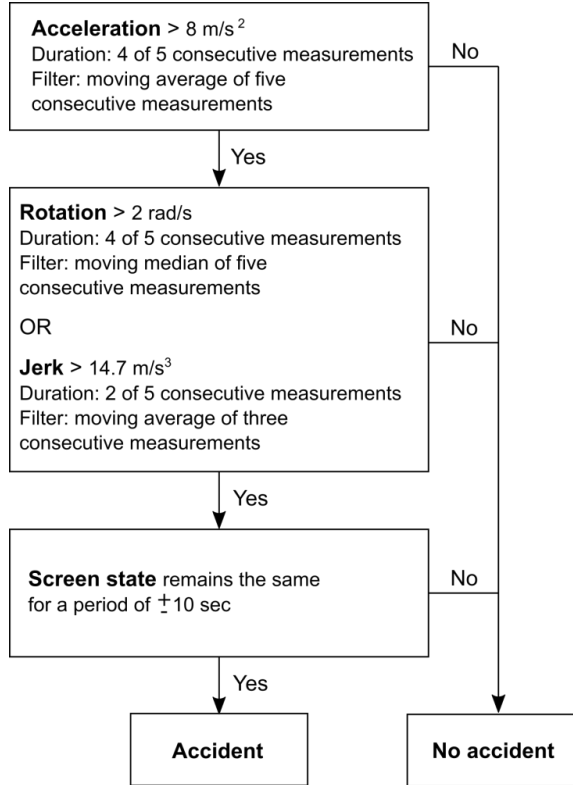 Acceleration > 8 m/s²
Duration: 4 of 5 consecutive measurements
Filter: moving average of five
consecutive measurements
No
Yes
Rotation > 2 rad/s
Duration: 4 of 5 consecutive measurements
Filter: moving median of five
consecutive measurements
OR
No
Jerk > 14.7 m/s³
Duration: 2 of 5 consecutive measurements
Filter: moving average of three
consecutive measurements
Yes
Screen state remains the same
for a period of ±10 sec
No
Yes
Accident
No accident